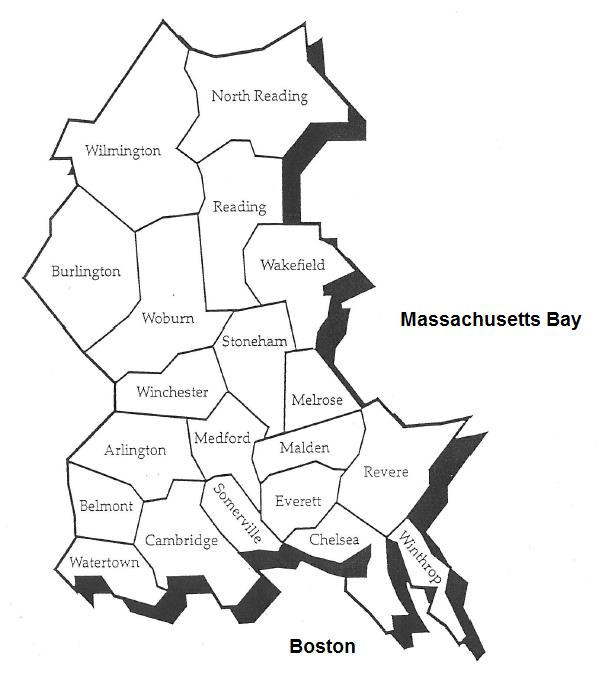 North Reading
Wilmington
Reading
Burlington
Wakefield
Woburn
Massachusetts Bay
Stoneham
Winchester
Melrose
Arlington
Medford
Malden
Revere
Belmont
Somerville
Everett
Cambridge
Chelsea
Winthrop
Watertown
Boston